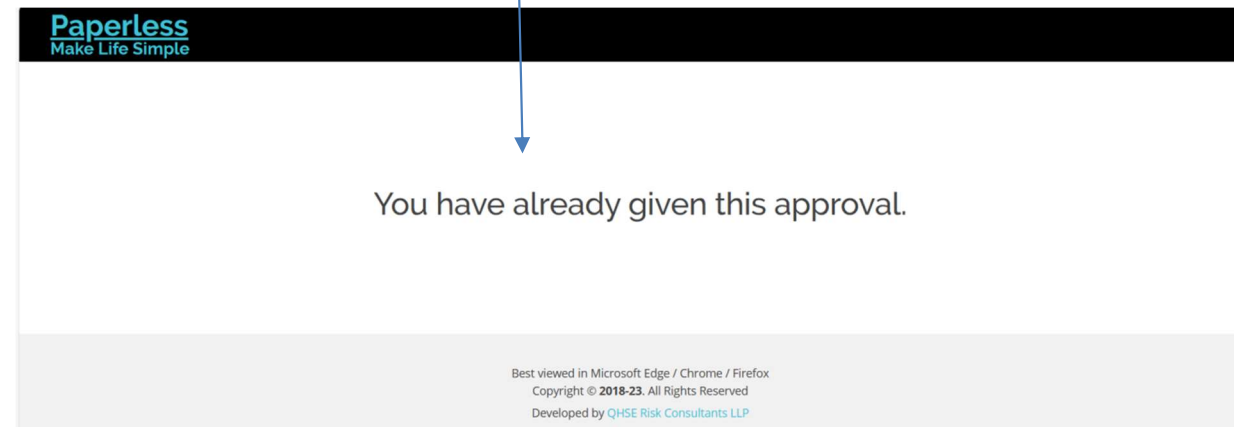 Paperless
Make Life Simple
You have already given this approval.
Best viewed in Microsoft Edge / Chrome / Firefox
Copyright © 2018-23. All Rights Reserved
Developed by QHSE Risk Consultants LLP